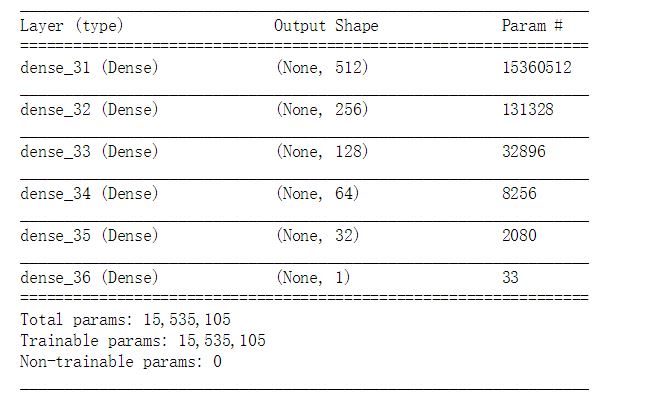 Layer (type) Output Shape Param #
=================================================================
dense_31 (Dense) (None, 512) 15360512
dense_32 (Dense) (None, 256) 131328
dense_33 (Dense) (None, 128) 32896
dense_34 (Dense) (None, 64) 8256
dense_35 (Dense) (None, 32) 2080
dense_36 (Dense) (None, 1) 33
=================================================================
Total params: 15,535,105
Trainable params: 15,535,105
Non-trainable params: 0